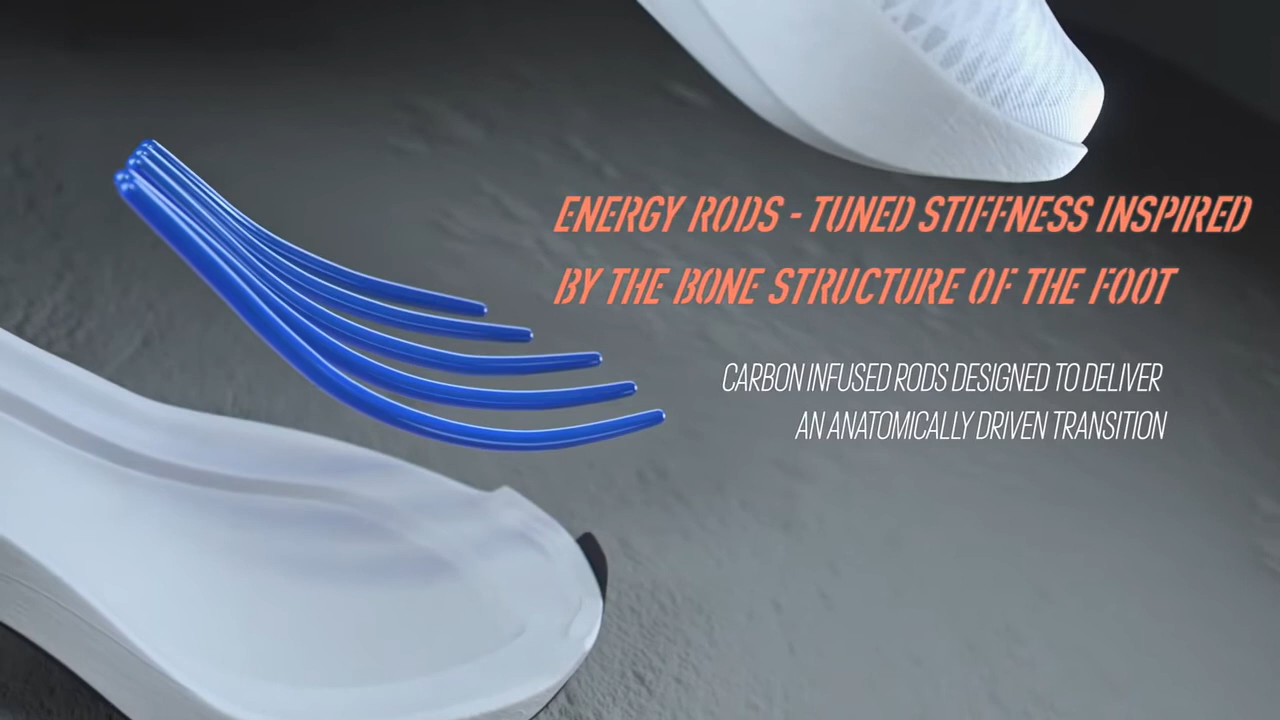 ENERGY RODS - TUNED STIFFNESS INSPIRED
BY THE BONE STRUCTURE OF THE FOOT
CARBON INFUSED RODS DESIGNED TO DELIVER
AN ANATOMICALLY DRIVEN TRANSITION